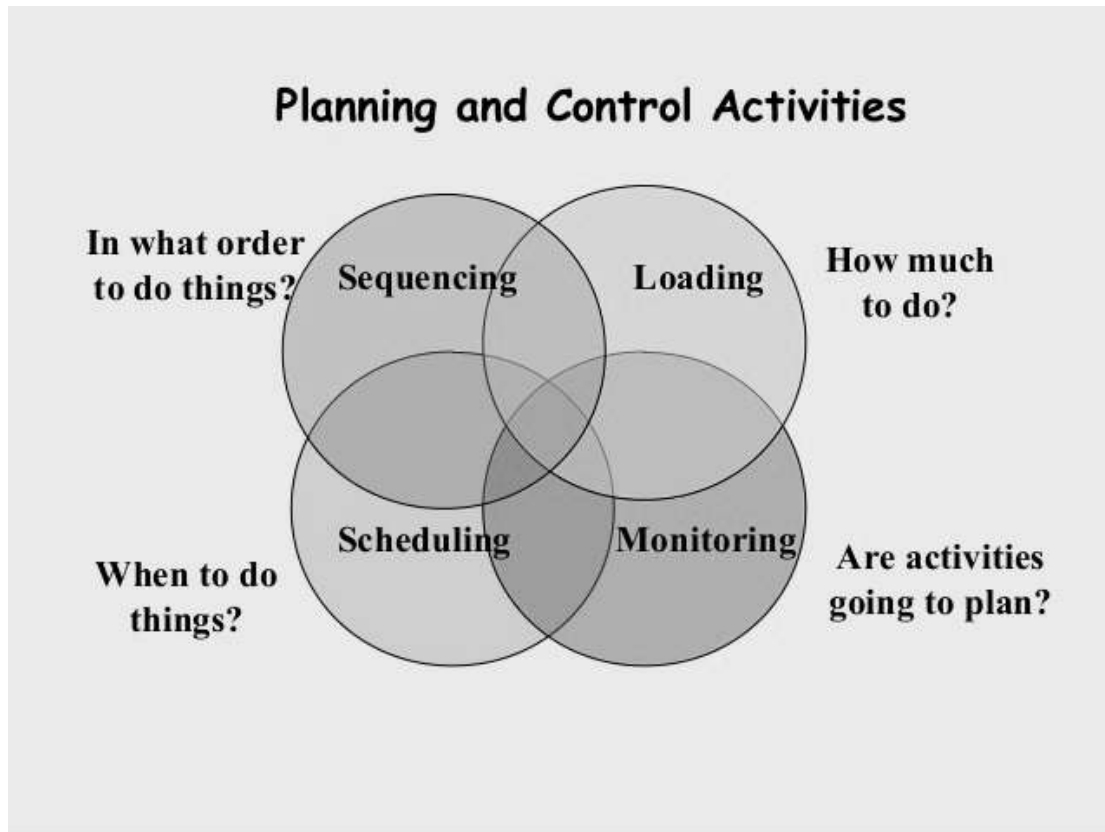 Planning and Control Activities
In what order
to do things?
Sequencing
Loading
How much
to do?
Scheduling
Monitoring
When to do
things?
Are activities
going to plan?